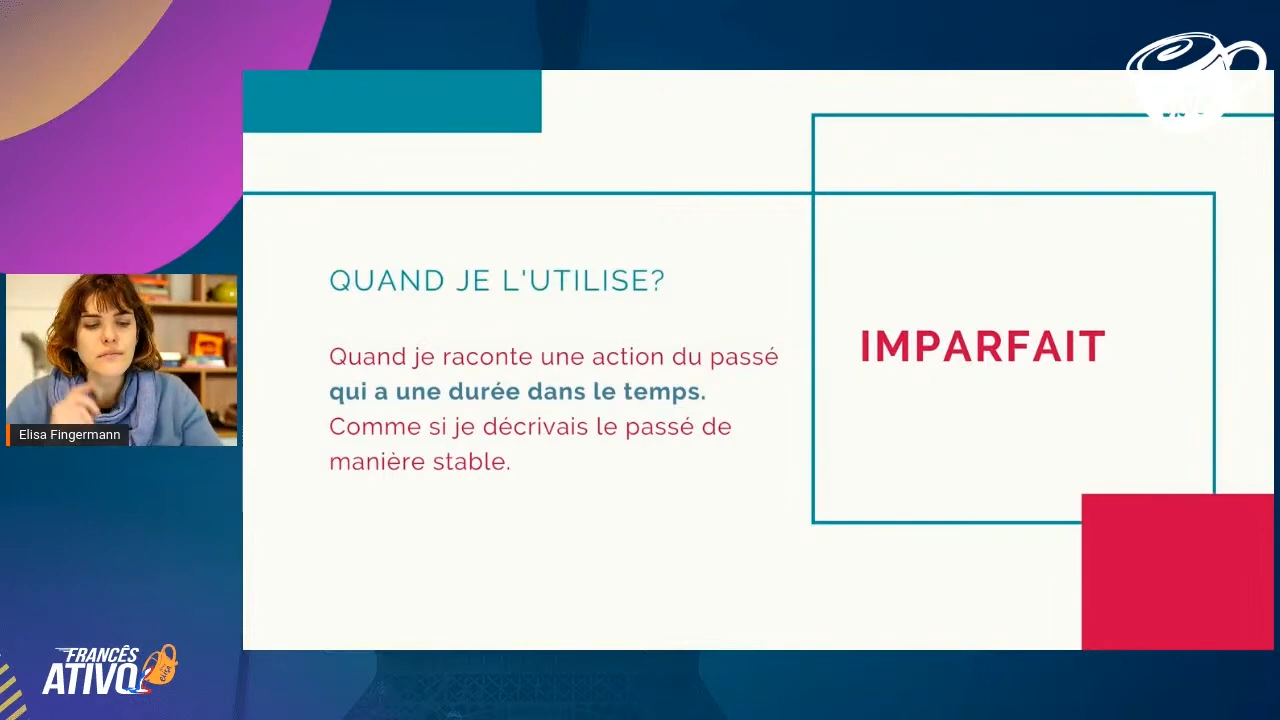 QUAND JE L'UTILISE?
Quand je raconte une action du passé
qui a une durée dans le temps.
Comme si je décrivais le passé de
manière stable.
IMPARFAIT
Elisa Fingermann
FRANCÊS
ATIVO